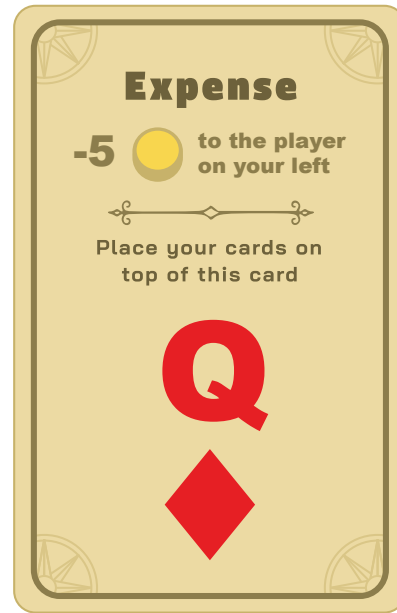 Expense
-5 to the player
on your left
Place your cards on
top of this card
Q